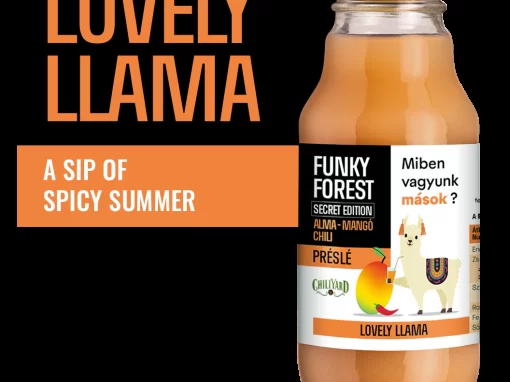 LOVELY
LLAMA
A SIP OF
SPICY SUMMER
FUNKY
FOREST
SECRET EDITION
ALMA-MANGÓ
CHILI
PRÉSLÉ
CHILIYARD
Miben
vagyunk
mások ?
LOVELY LLAMA